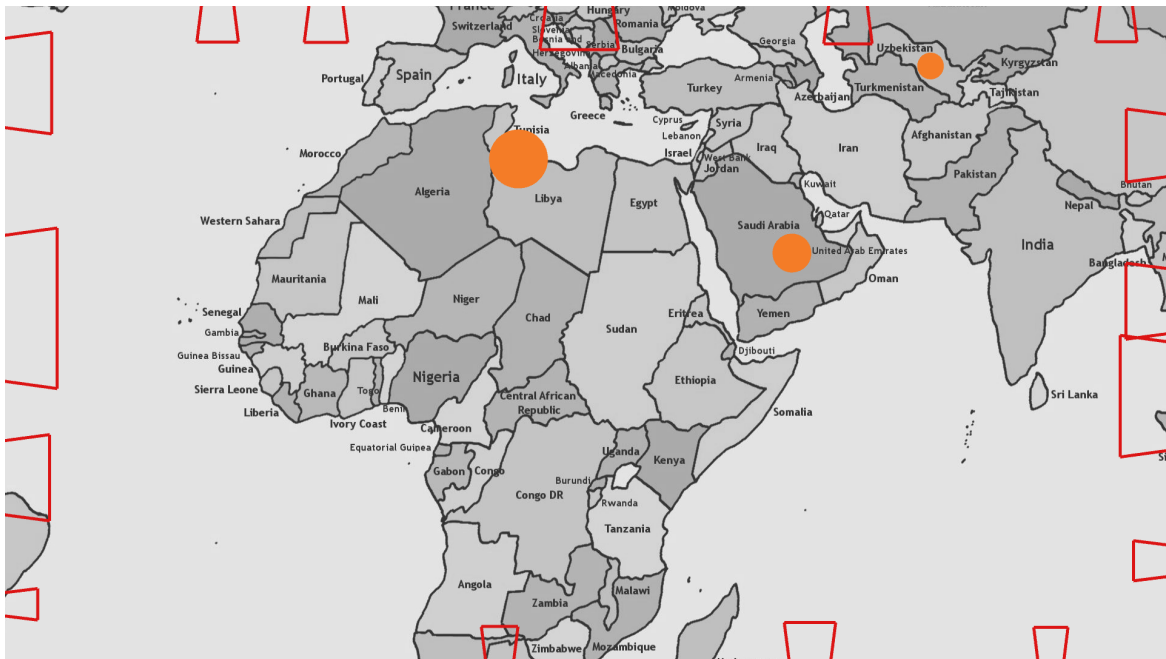 France
Switzerland
Croatia
Slovenia
Bosnia and
Herzegovina
Hungary
Moldova
Romania
Serbia
Bulgaria
Albania
Macedonia
Portugal
Spain
Italy
Greece
Georgia
Armenia
Azerbaijan
Turkey
Uzbekistan
Turkmenistan
Kyrgyzstan
Tajikistan
Cyprus
Lebanon
Israel
Syria
West Bank
Jordan
Iraq
Iran
Afghanistan
Pakistan
Kuwait
Qatar
Nepal
Bhutan
Tunisia
Morocco
Algeria
Libya
Egypt
Saudi Arabia
United Arab Emirates
Oman
India
Bangladesh
Western Sahara
Mauritania
Mali
Niger
Chad
Sudan
Eritrea
Yemen
Djibouti
Senegal
Gambia
Guinea Bissau
Guinea
Sierra Leone
Liberia
Burkina Faso
Ghana
Togo
Benin
Ivory Coast
Nigeria
Cameroon
Central African
Republic
Ethiopia
Somalia
Sri Lanka
Equatorial Guinea
Gabon
Congo
Congo DR
Uganda
Kenya
Burundi
Rwanda
Tanzania
Angola
Zambia
Malawi
Zimbabwe
Mozambique